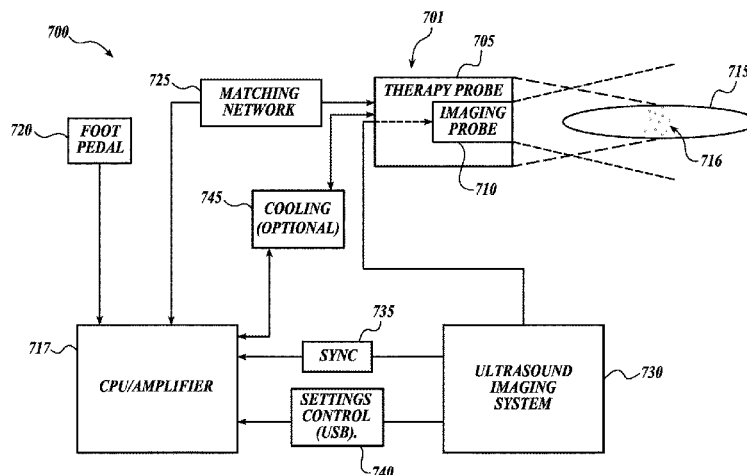 700
701
705
725
MATCHING
NETWORK
THERAPY PROBE
IMAGING
PROBE
710
715
716
720
FOOT
PEDAL
745
COOLING
(OPTIONAL)
717
CPU/AMPLIFIER
735
SYNC
SETTINGS
CONTROL
(USB).
740
ULTRASOUND
IMAGING
SYSTEM
730